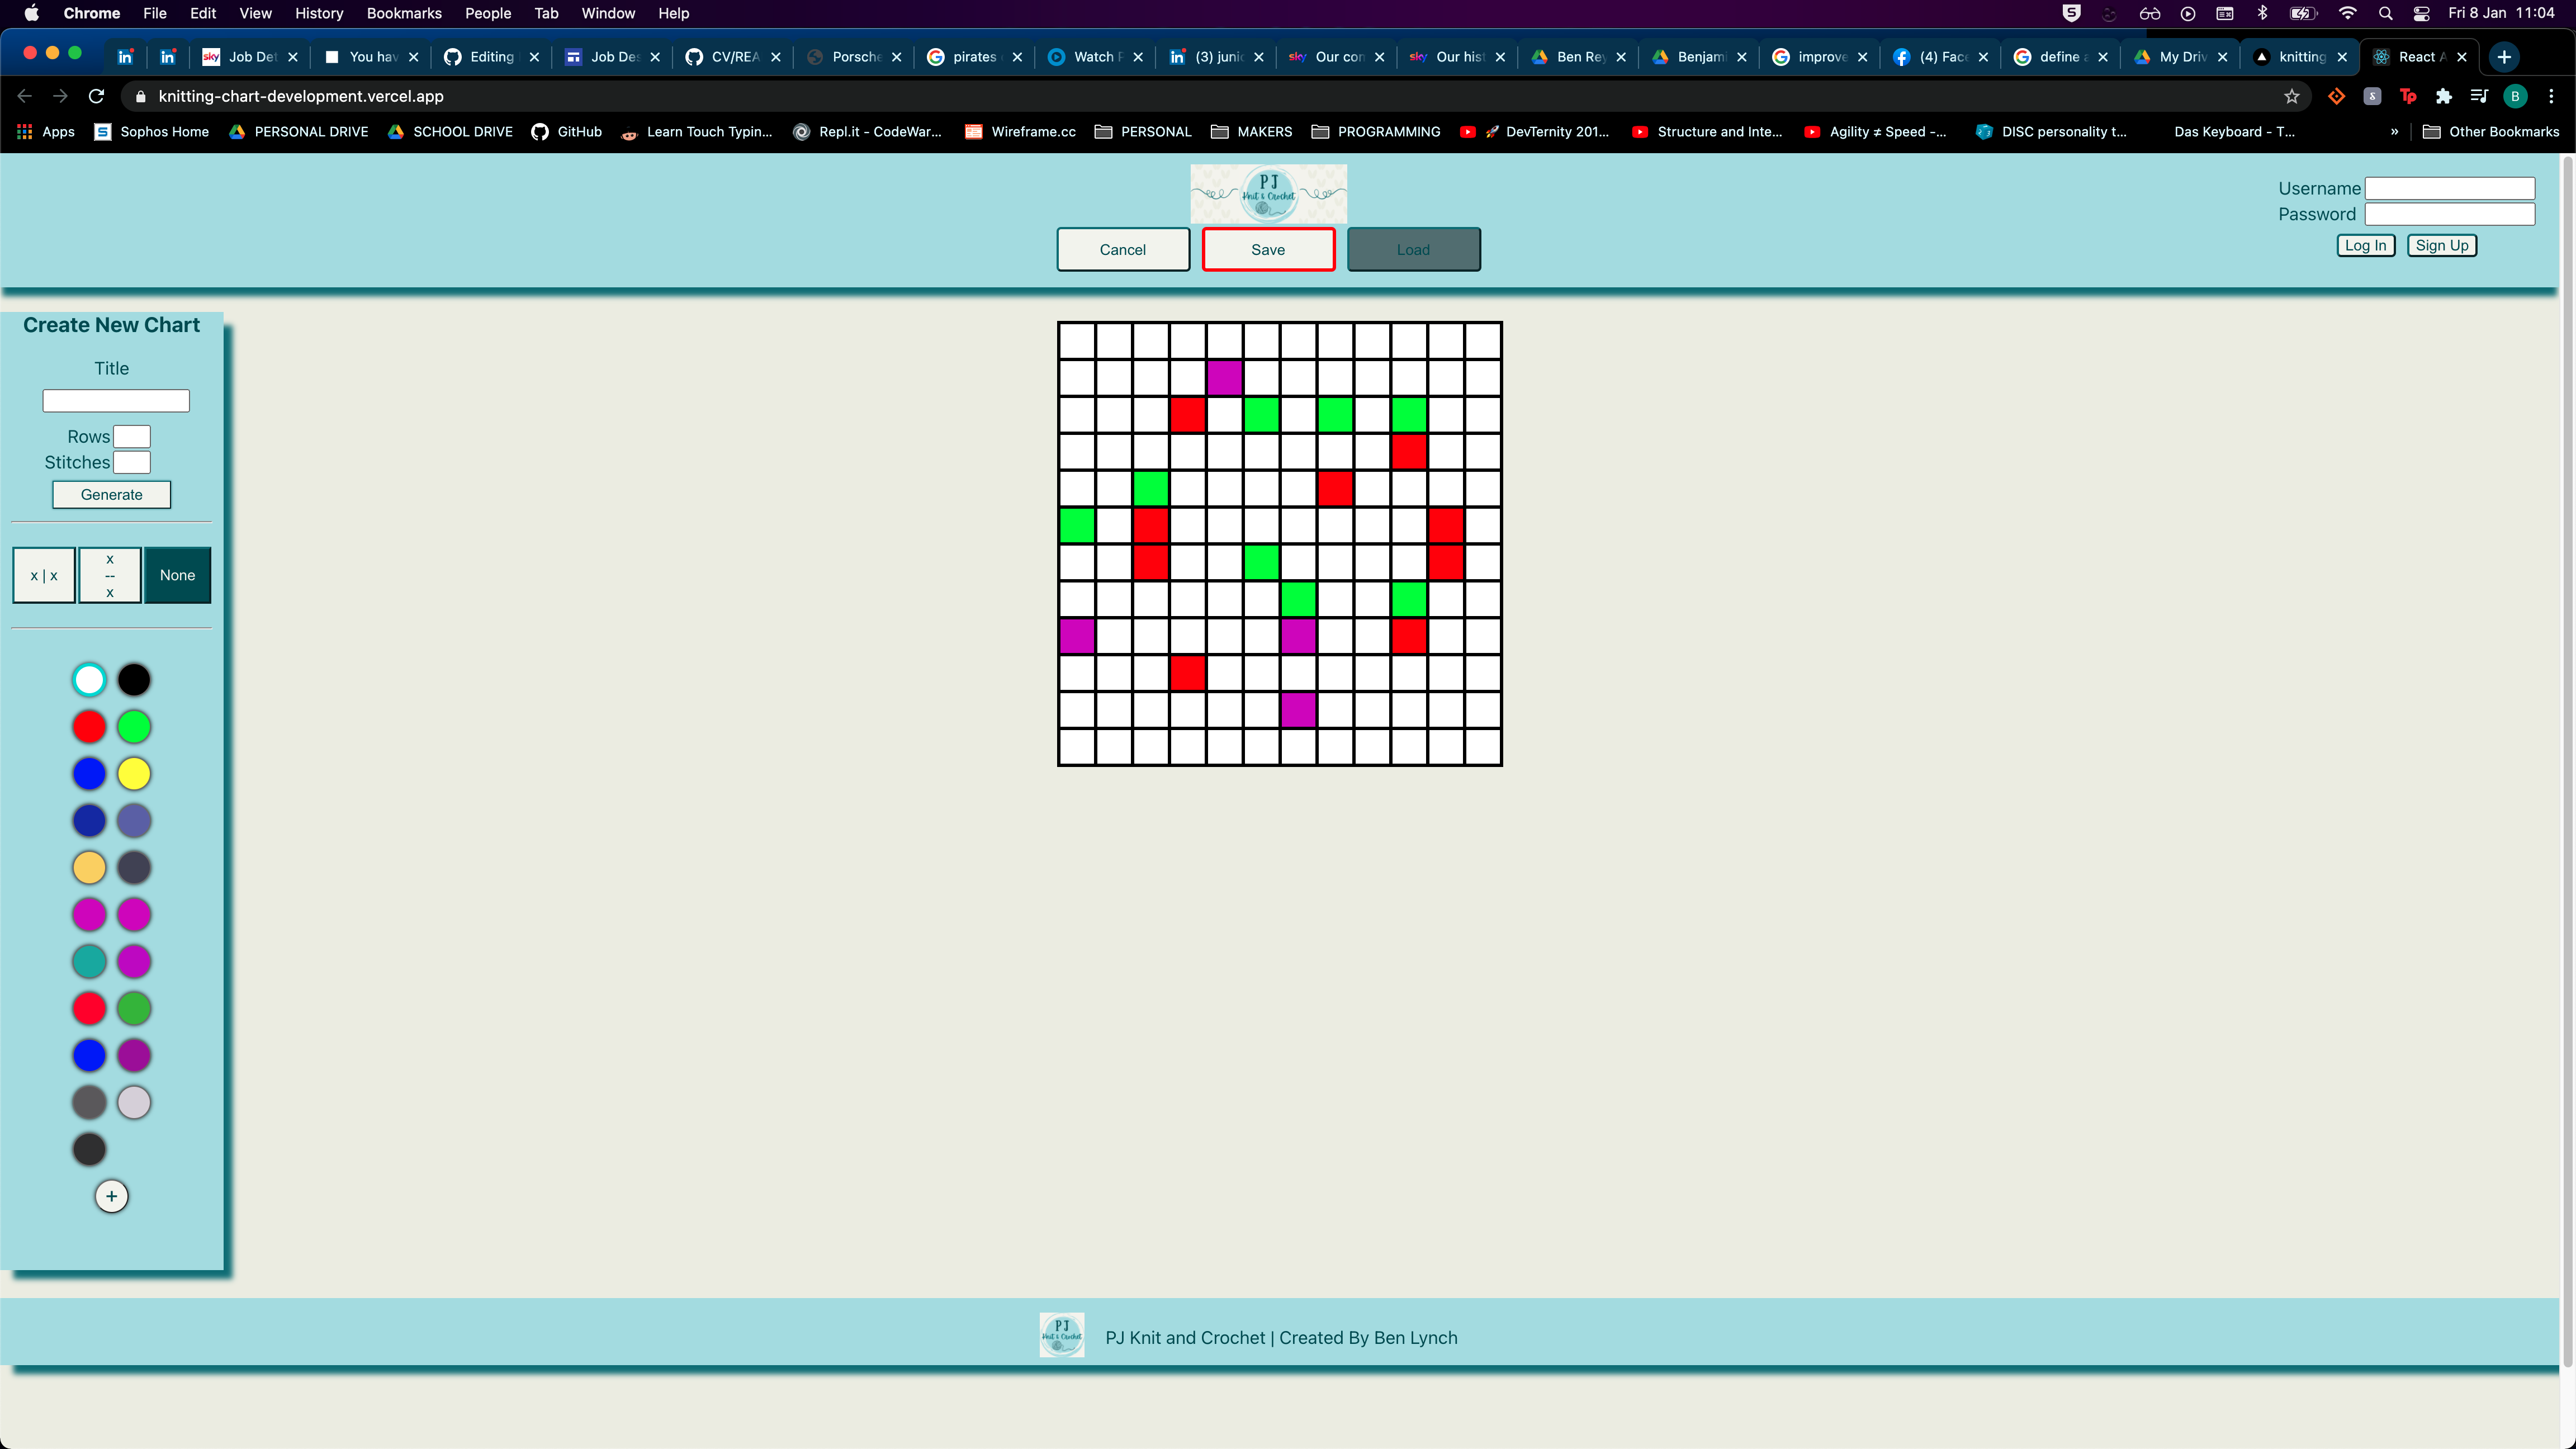 Chrome File Edit View History Bookmarks People Tab Window Help Fri 8 Jan 11:04
Job Det You hav Editing Job Des CV/REA Porsche pirates Watch P (3) junio Our con Our hist Ben Rey Benjami improve (4) Face define a My Driv knitting React A
knitting-chart-development.vercel.app
Apps Sophos Home PERSONAL DRIVE SCHOOL DRIVE GitHub Learn Touch Typin... Repl.it - CodeWar... Wireframe.cc PERSONAL MAKERS PROGRAMMING DevTernity 201... Structure and Inte... Agility ≠ Speed -... DISC personality t... Das Keyboard - T... » Other Bookmarks
PJ
Knit & Crochet
Username
Password
Log In Sign Up
Cancel Save Load
Create New Chart
Title
Rows
Stitches
Generate
x | x
x
--
x
None
+
PJ
Knit & Crochet
PJ Knit and Crochet | Created By Ben Lynch